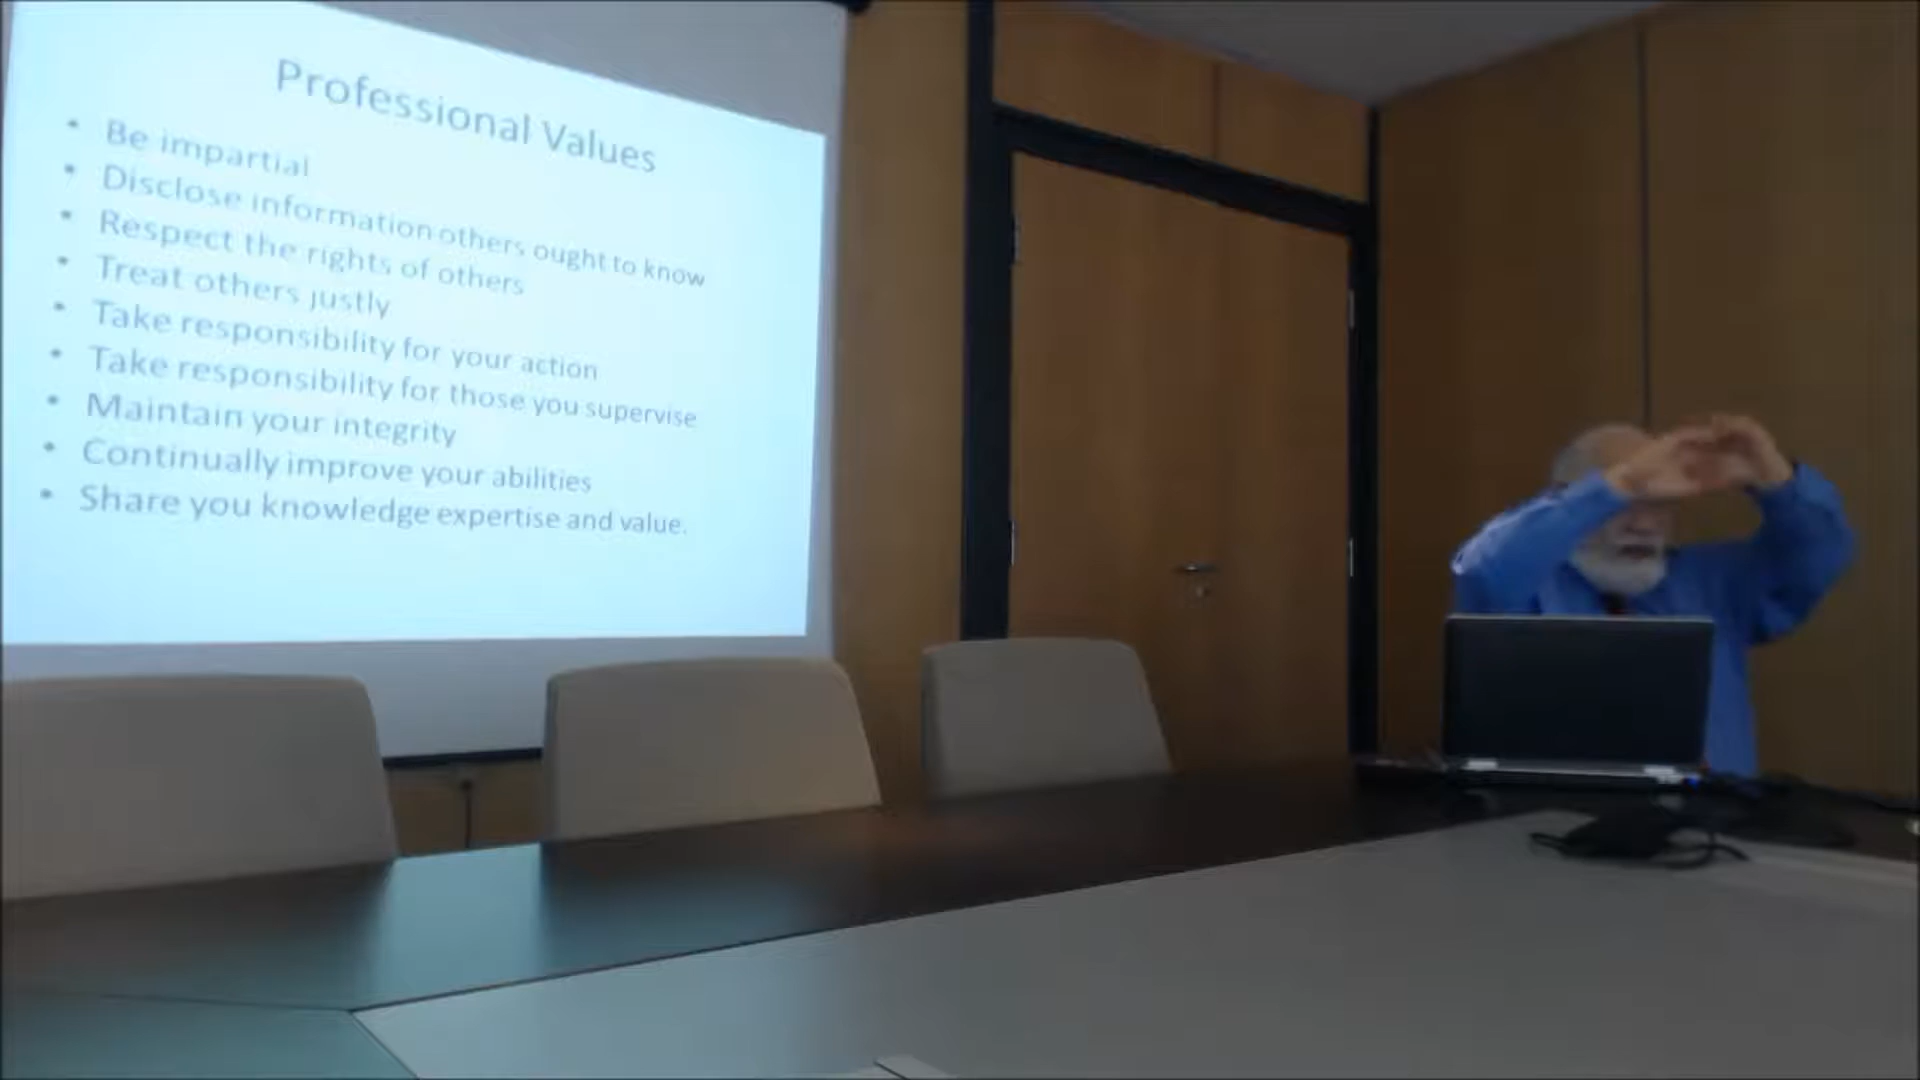 Professional Values
• Be impartial
• Disclose information others ought to know
• Respect the rights of others
• Treat others justly
• Take responsibility for your action
• Take responsibility for those you supervise
• Maintain your integrity
• Continually improve your abilities
• Share you knowledge expertise and value.